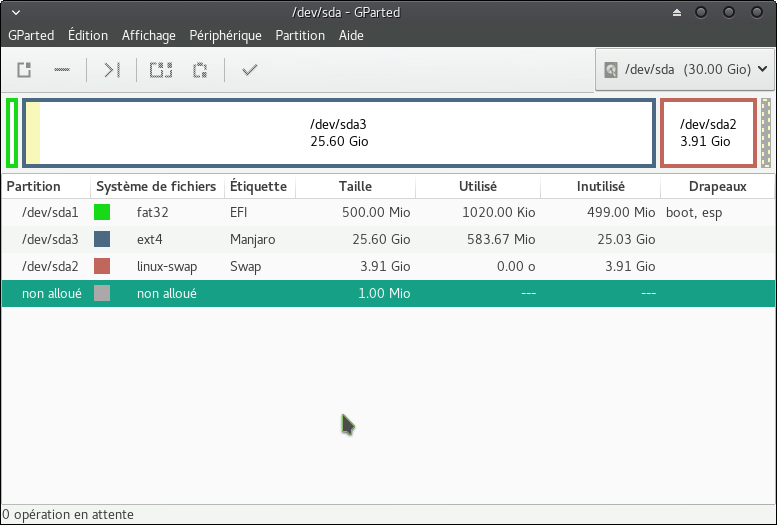 /dev/sda - GParted
GParted Édition Affichage Périphérique Partition Aide
/dev/sda (30.00 Gio)
/dev/sda3
25.60 Gio
/dev/sda2
3.91 Gio
Partition Système de fichiers Étiquette Taille Utilisé Inutilisé Drapeaux
/dev/sda1 fat32 EFI 500.00 Mio 1020.00 Kio 499.00 Mio boot, esp
/dev/sda3 ext4 Manjaro 25.60 Gio 583.67 Mio 25.03 Gio
/dev/sda2 linux-swap Swap 3.91 Gio 0.00 o 3.91 Gio
non alloué non alloué 1.00 Mio --- ---
0 opération en attente